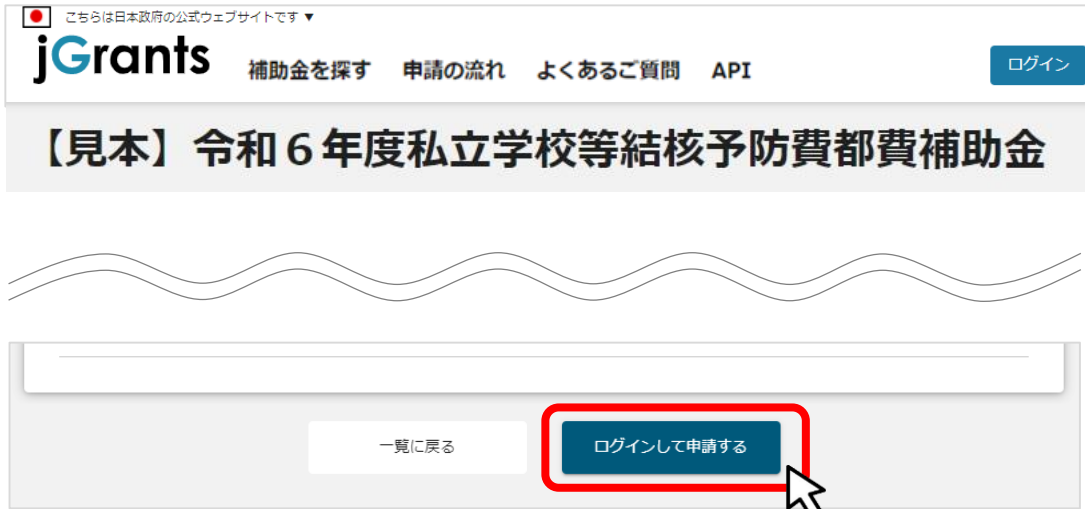 こちらは日本政府の公式ウェブサイトです ▼
jGrants 補助金を探す 申請の流れ よくあるご質問 API ログイン
【見本】令和６年度私立学校等結核予防費都費補助金
一覧に戻る ログインして申請する